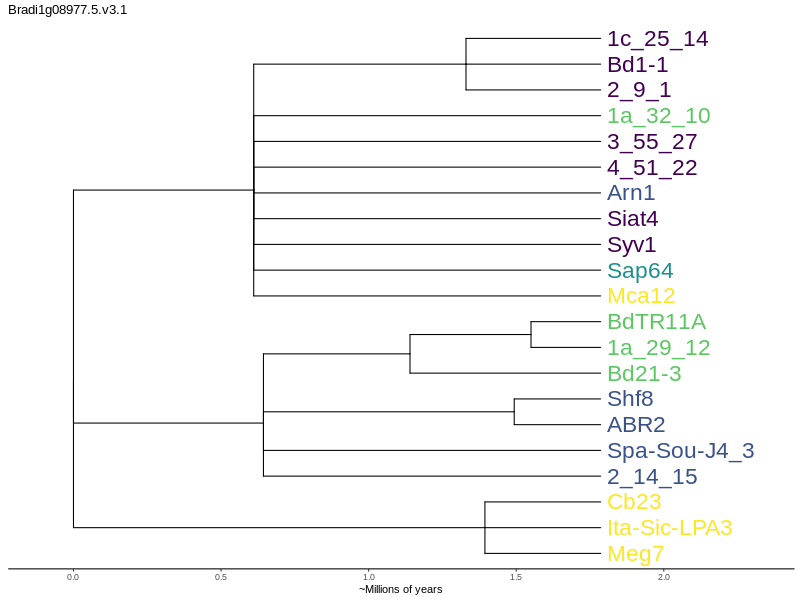 Bradi1g08977.5.v3.1
1c_25_14
Bd1-1
2_9_1
1a_32_10
3_55_27
4_51_22
Arn1
Siat4
Syv1
Sap64
Mca12
BdTR11A
1a_29_12
Bd21-3
Shf8
ABR2
Spa-Sou-J4_3
2_14_15
Cb23
Ita-Sic-LPA3
Meg7
0.0 0.5 1.0 1.5 2.0
~Millions of years